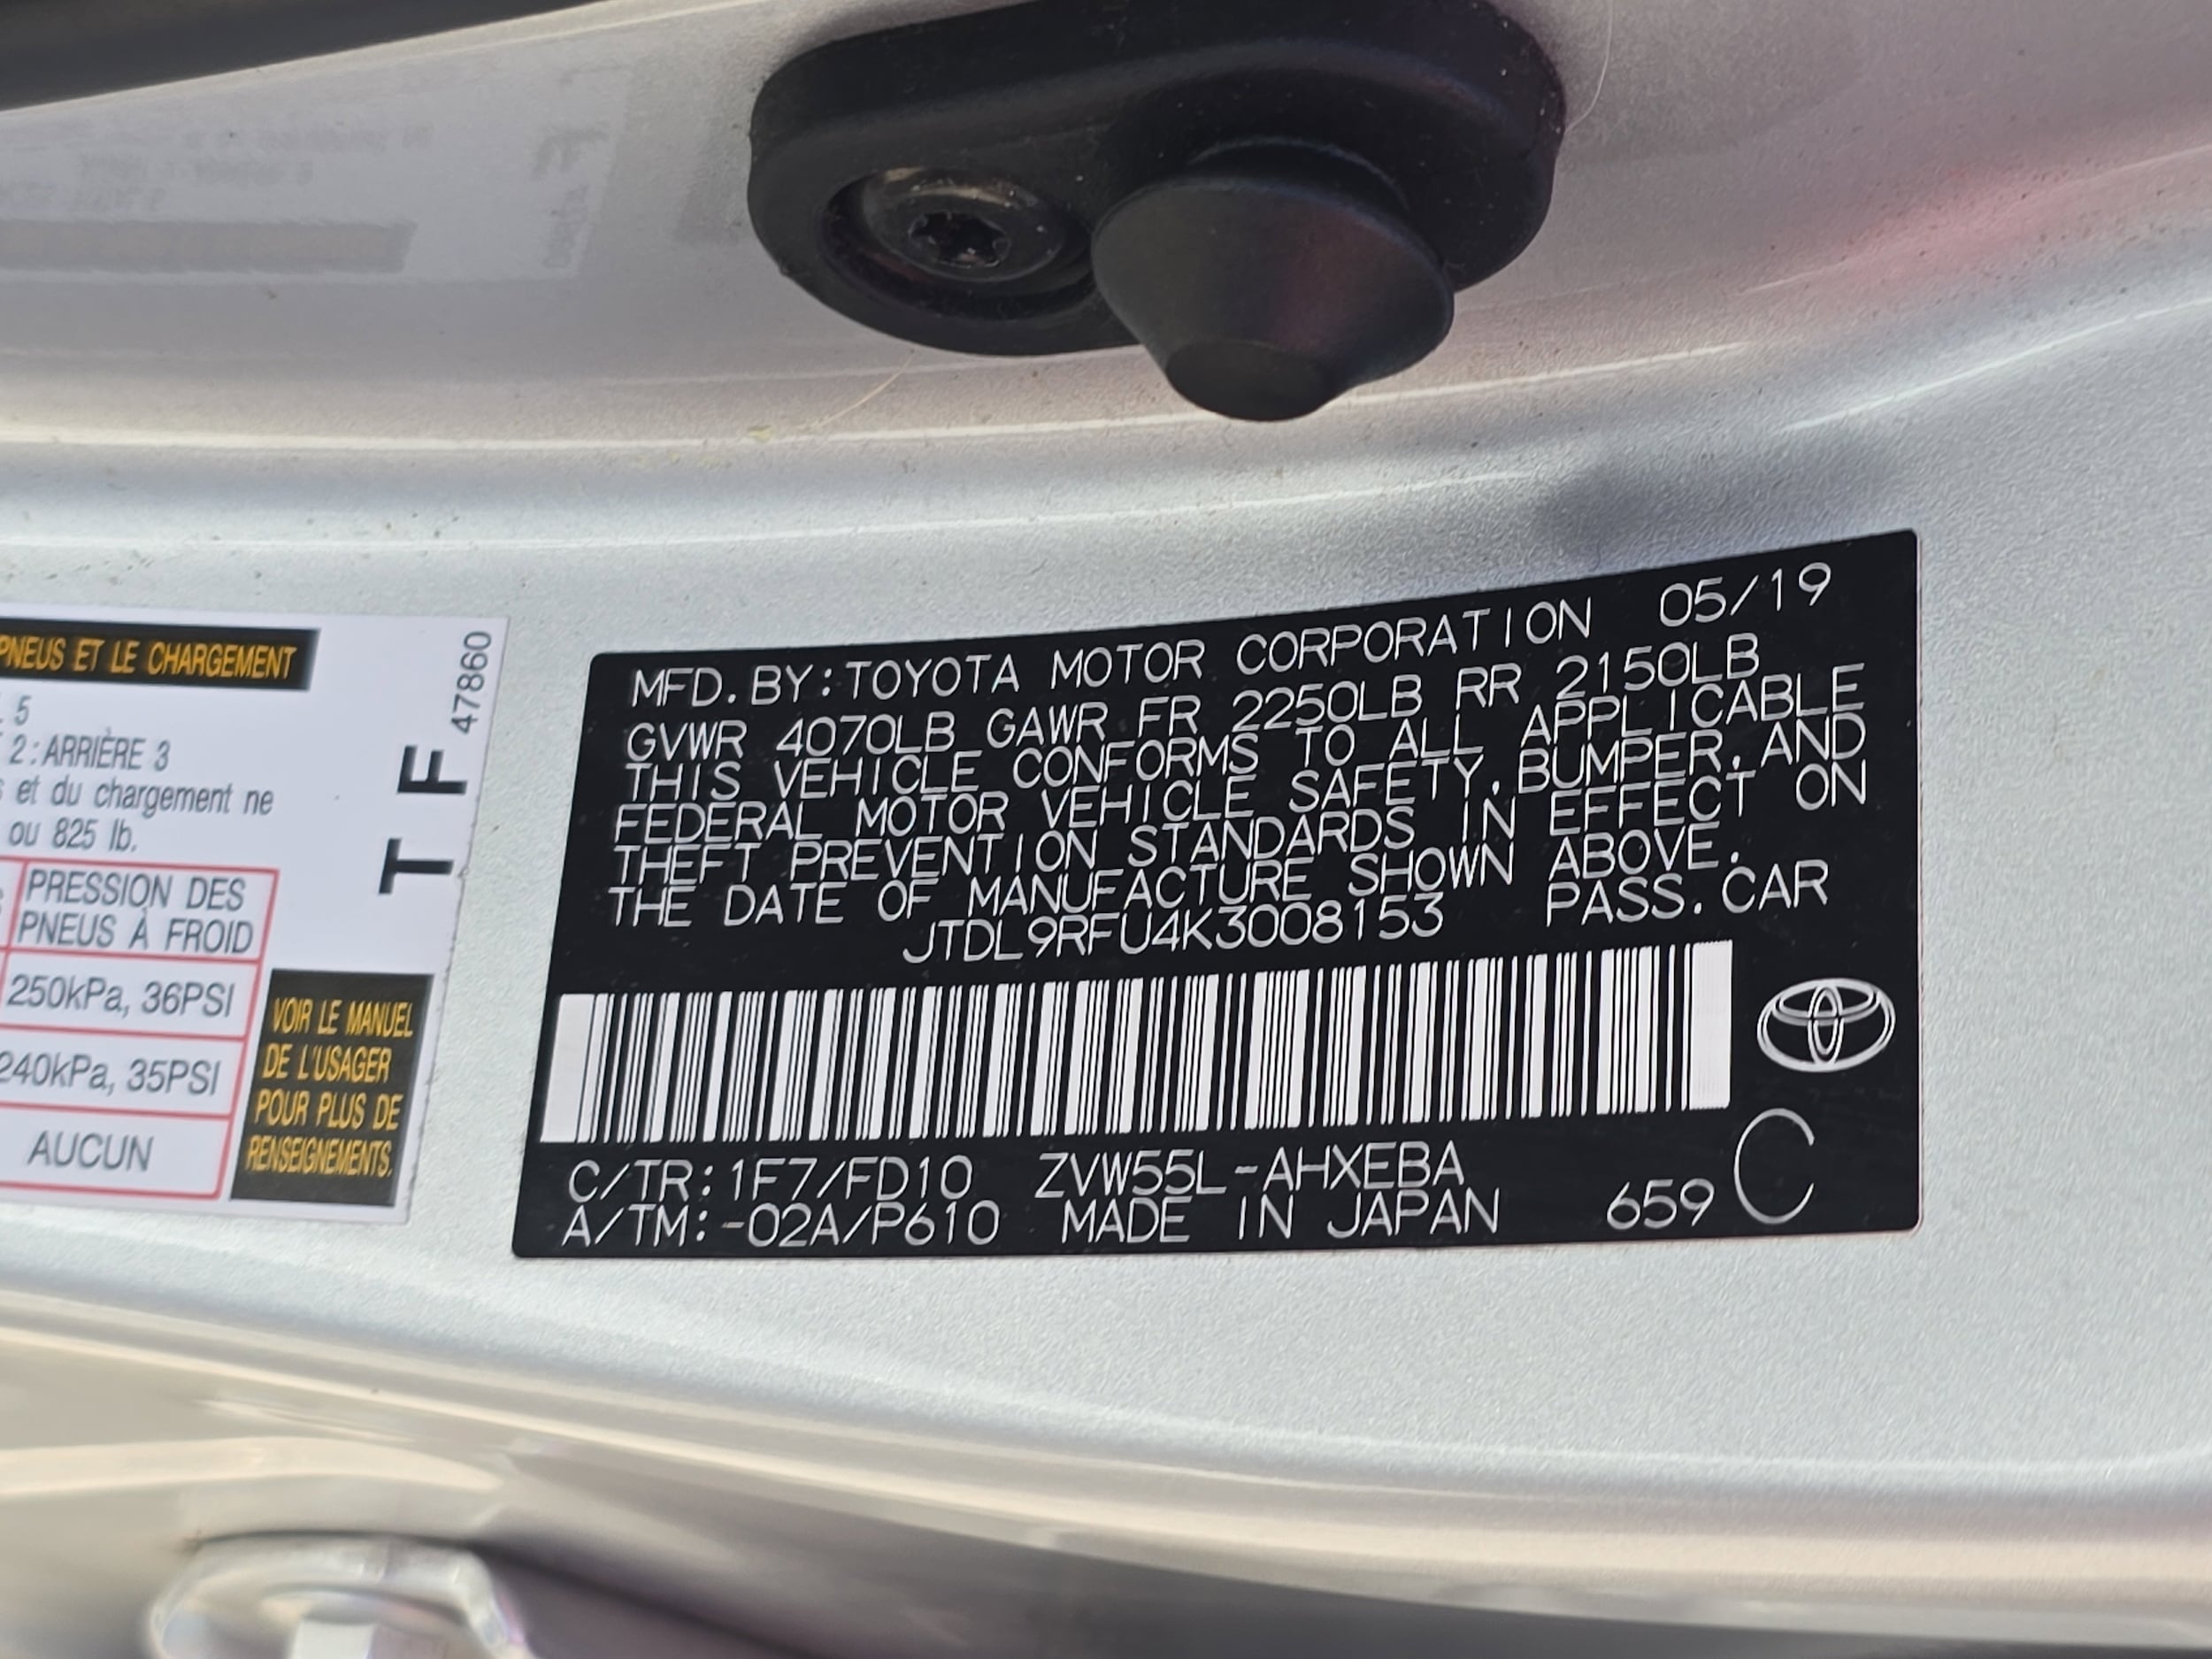 PNEUS ET LE CHARGEMENT
5
2 : ARRIÈRE 3
et du chargement ne
ou 825 lb.
PRESSION DES
PNEUS À FROID
250kPa, 36PSI
240kPa, 35PSI
AUCUN
VOIR LE MANUEL
DE L'USAGER
POUR PLUS DE
RENSEIGNEMENTS.
47860
T F
MFD. BY: TOYOTA MOTOR CORPORATION 05/19
GVWR 4070LB GAWR FR 2250LB RR 2150LB
THIS VEHICLE CONFORMS TO ALL APPLICABLE
FEDERAL MOTOR VEHICLE SAFETY, BUMPER, AND
THEFT PREVENTION STANDARDS IN EFFECT ON
THE DATE OF MANUFACTURE SHOWN ABOVE.
JTDL9RFU4K3008153 PASS. CAR
C/TR: 1F7/FD10 ZVW55L-AHXEBA
A/TM: -02A/P610 MADE IN JAPAN 659 C